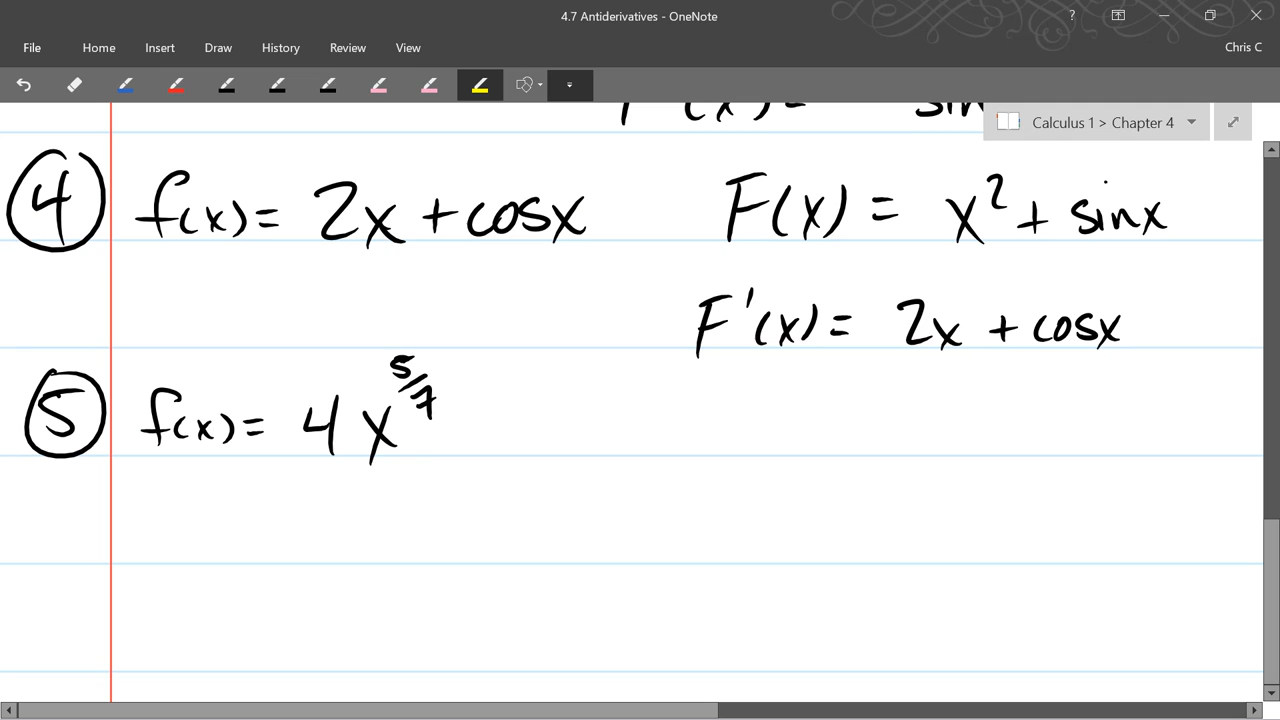 4.7 Antiderivatives - OneNote
?
File Home Insert Draw History Review View
Chris C
Calculus 1 > Chapter 4
④ f(x) = 2x + cosx F(x) = x² + sinx
F'(x) = 2x + cosx
⑤ f(x) = 4x^5/7